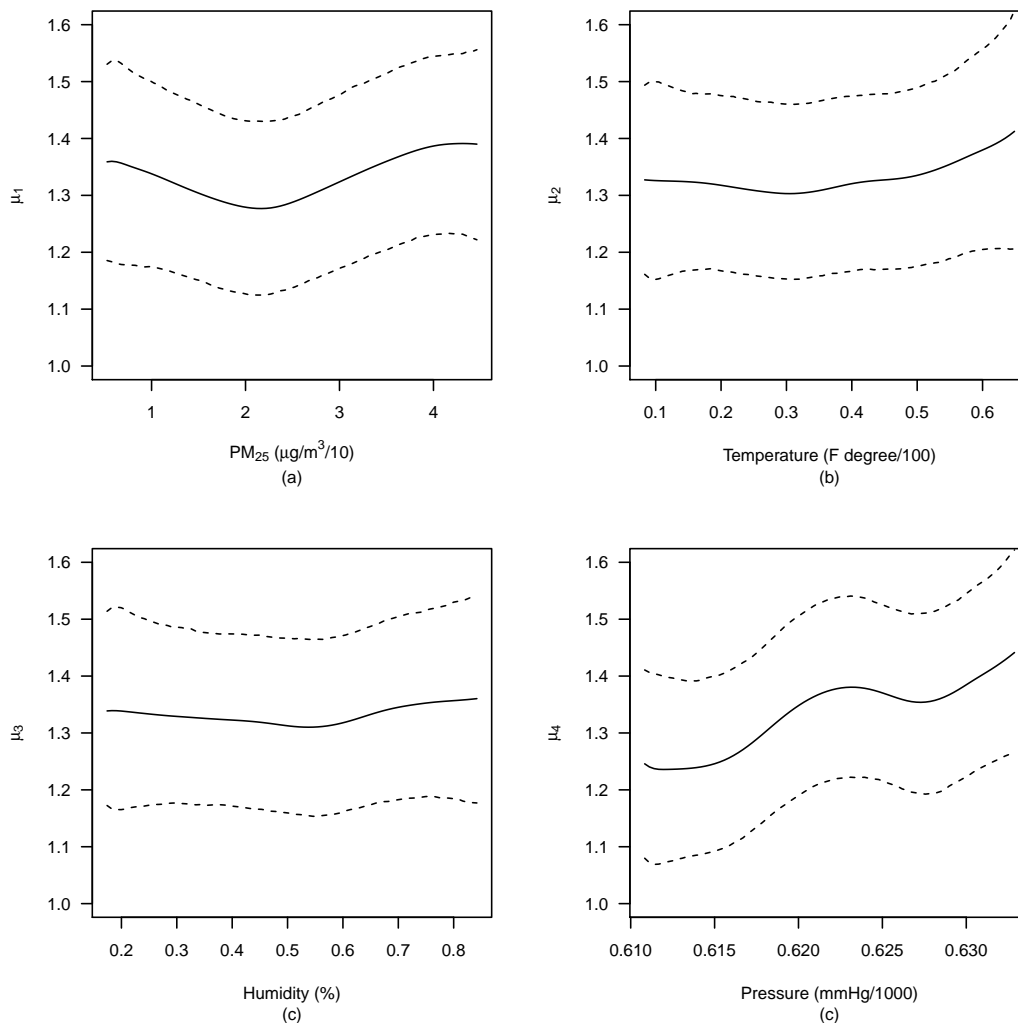 1.6
1.5
1.4
1.3
1.2
1.1
1.0
μ1
1 2 3 4
PM25 (μg/m3/10)
(a)
1.6
1.5
1.4
1.3
1.2
1.1
1.0
μ2
0.1 0.2 0.3 0.4 0.5 0.6
Temperature (F degree/100)
(b)
1.6
1.5
1.4
1.3
1.2
1.1
1.0
μ3
0.2 0.3 0.4 0.5 0.6 0.7 0.8
Humidity (%)
(c)
1.6
1.5
1.4
1.3
1.2
1.1
1.0
μ4
0.610 0.615 0.620 0.625 0.630
Pressure (mmHg/1000)
(c)